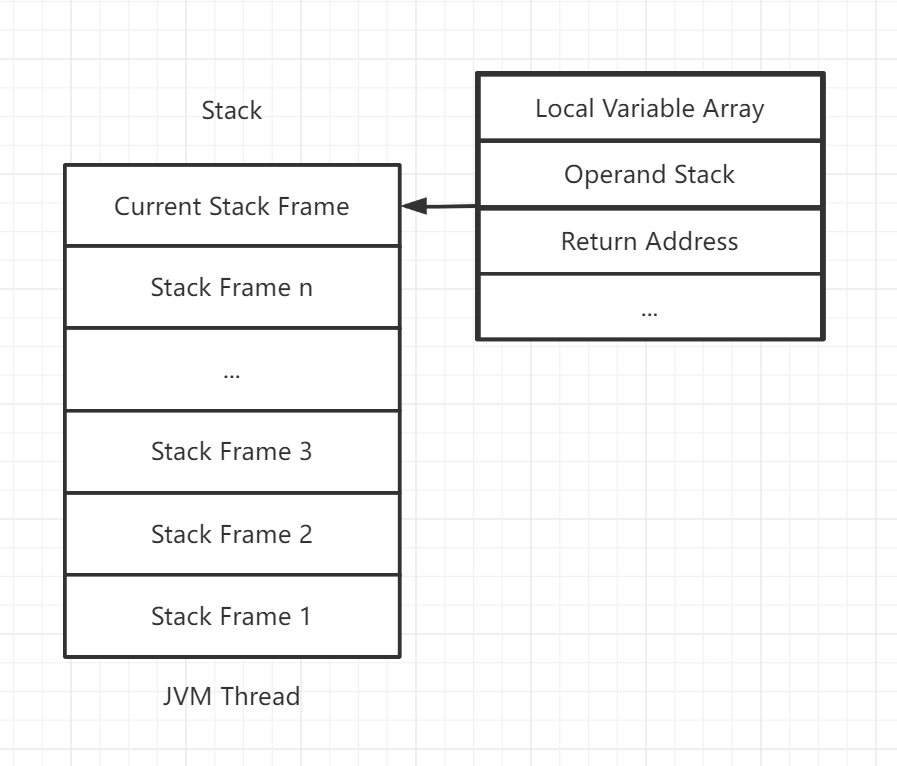 Stack
Current Stack Frame
Stack Frame n
...
Stack Frame 3
Stack Frame 2
Stack Frame 1
JVM Thread
Local Variable Array
Operand Stack
Return Address
...